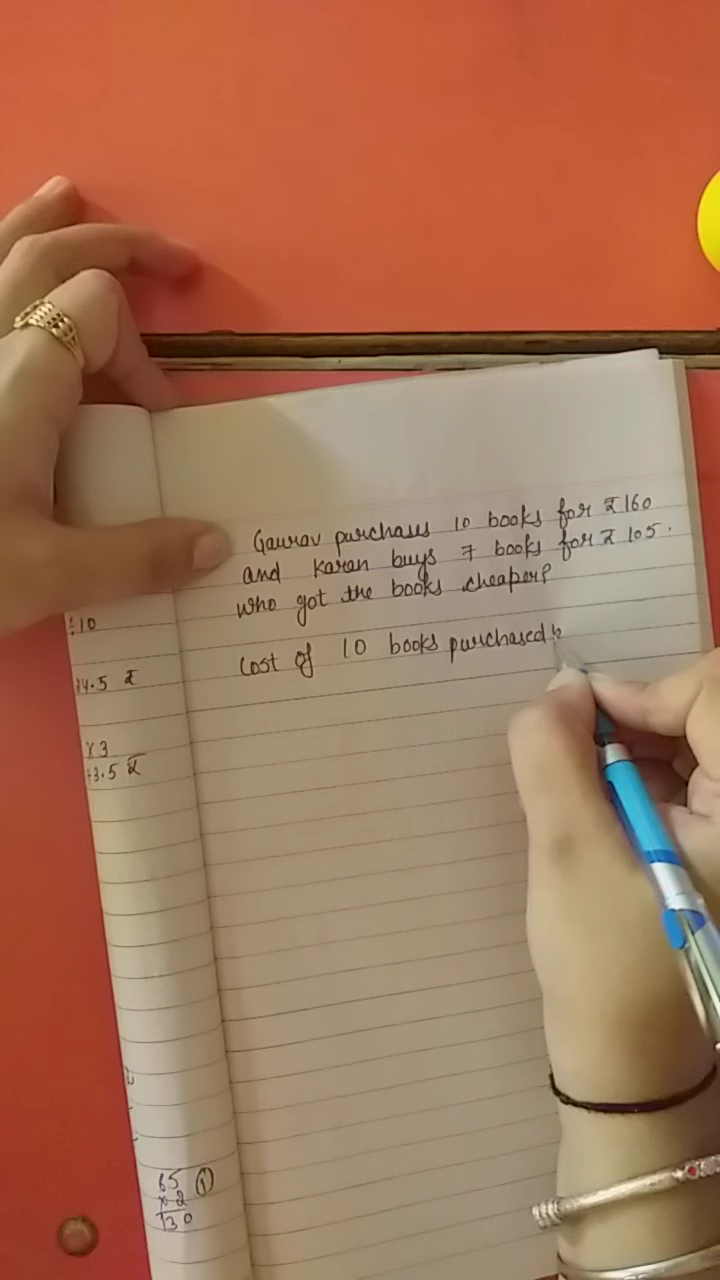 Gaurav purchases 10 books for ₹160
and Karan buys 7 books for ₹ 105.
who got the books cheaper?
Cost of 10 books purchased b
÷10
14.5 ₹
x 3
3.5 ₹
65 ①
x 2
130